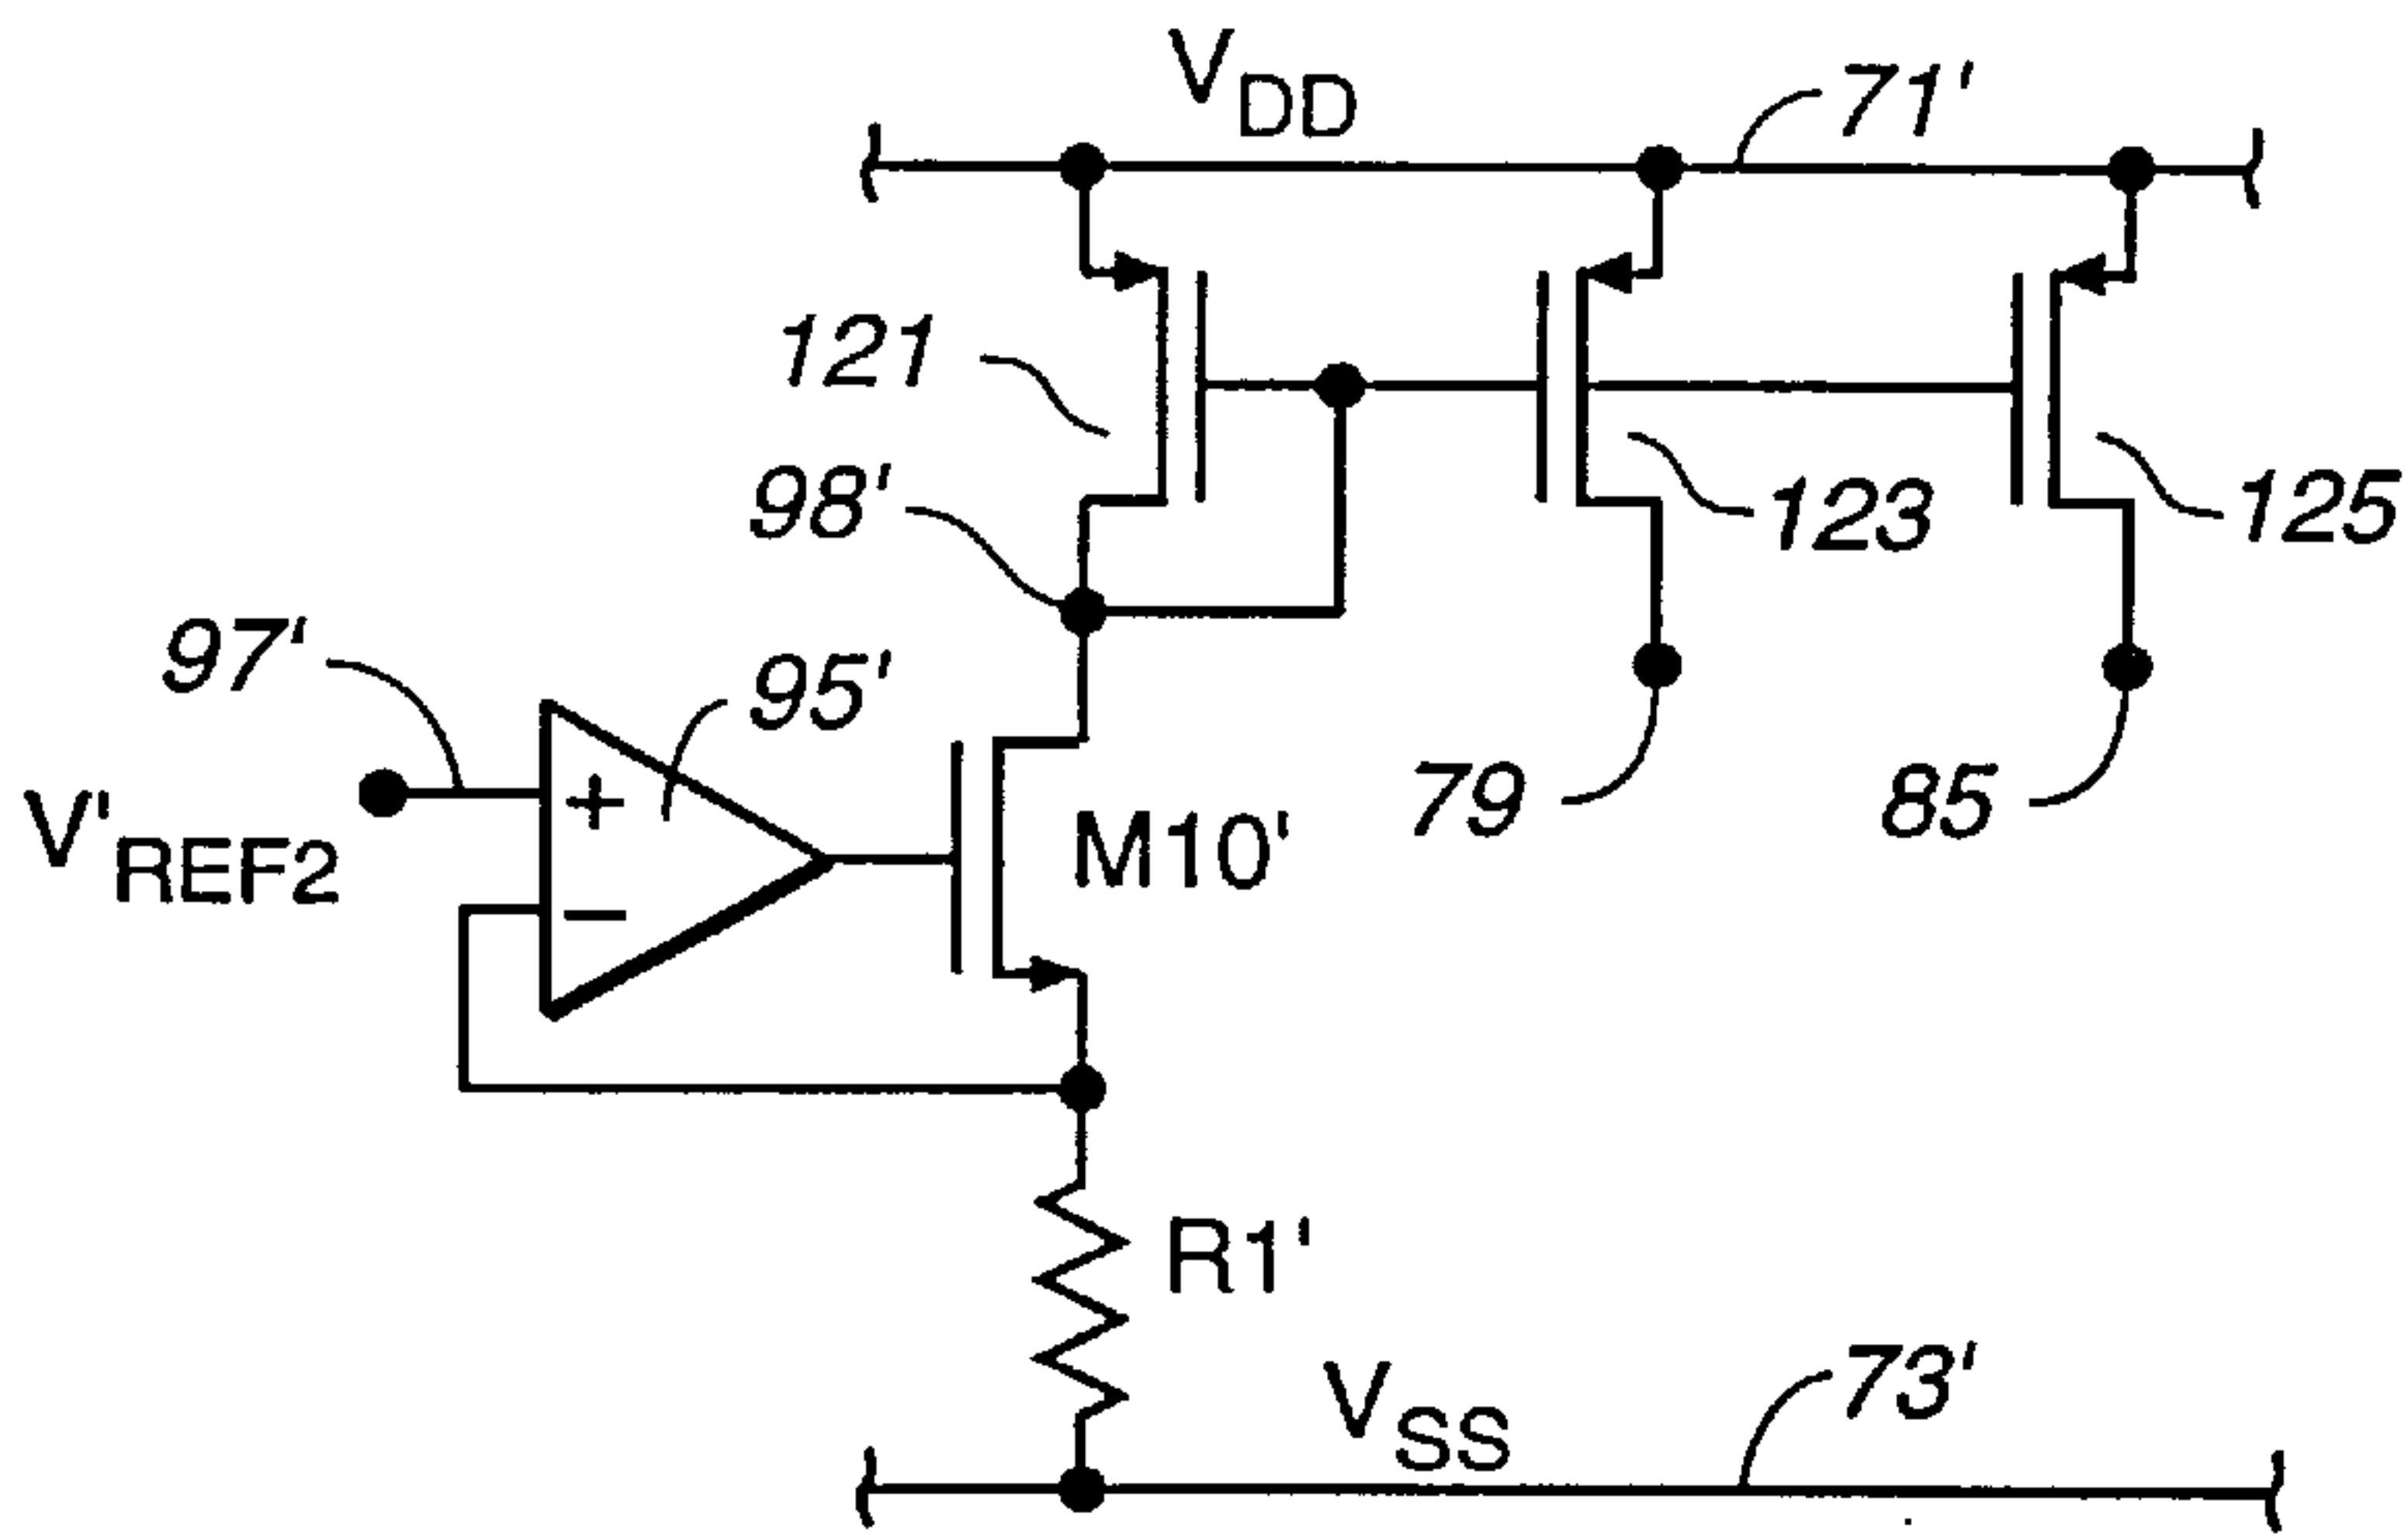 VDD
71'
121
98'
123
125
97'
95'
+
−
V'REF2
M10'
79
85
R1'
VSS
73'